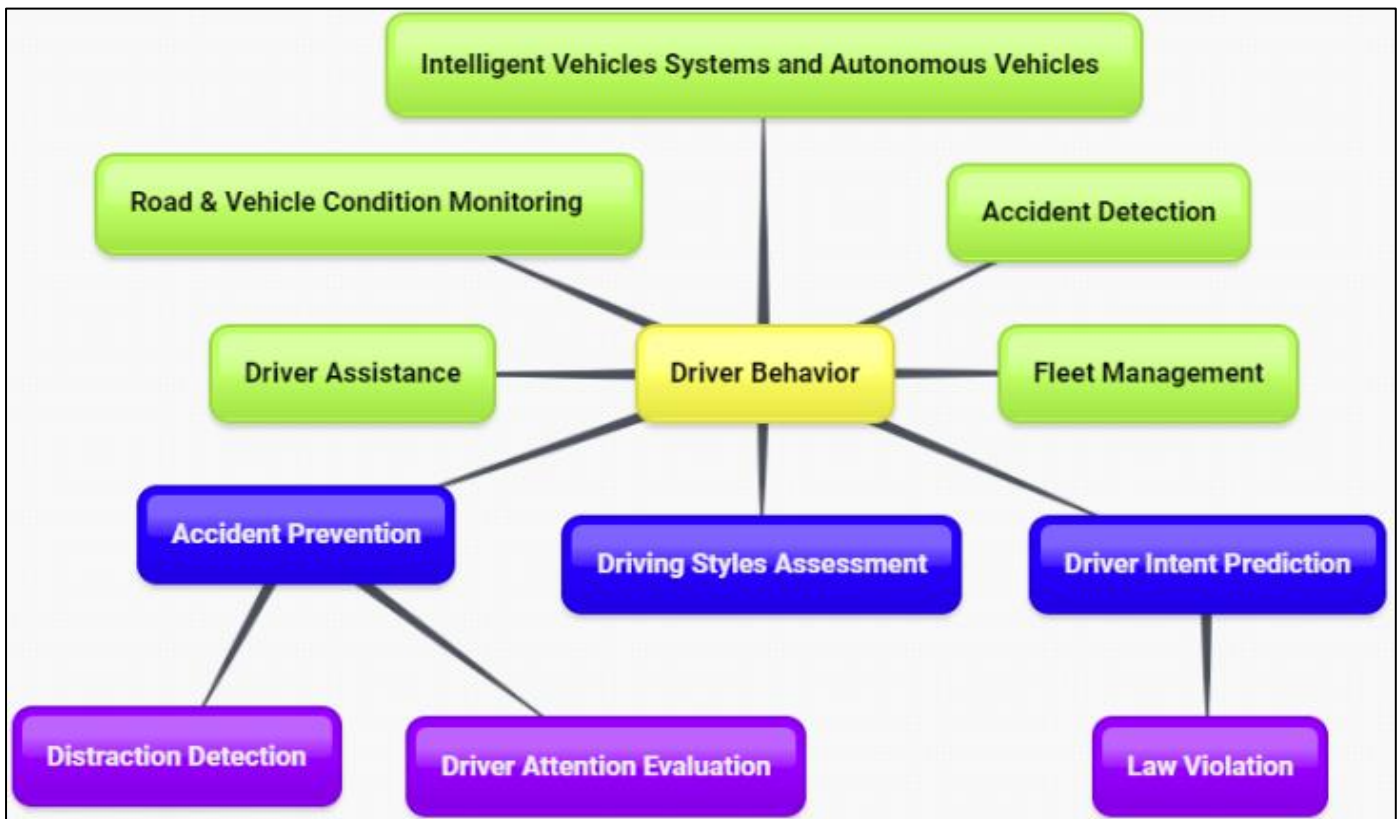 Intelligent Vehicles Systems and Autonomous Vehicles
Road & Vehicle Condition Monitoring
Accident Detection
Driver Assistance
Driver Behavior
Fleet Management
Accident Prevention
Driving Styles Assessment
Driver Intent Prediction
Distraction Detection
Driver Attention Evaluation
Law Violation